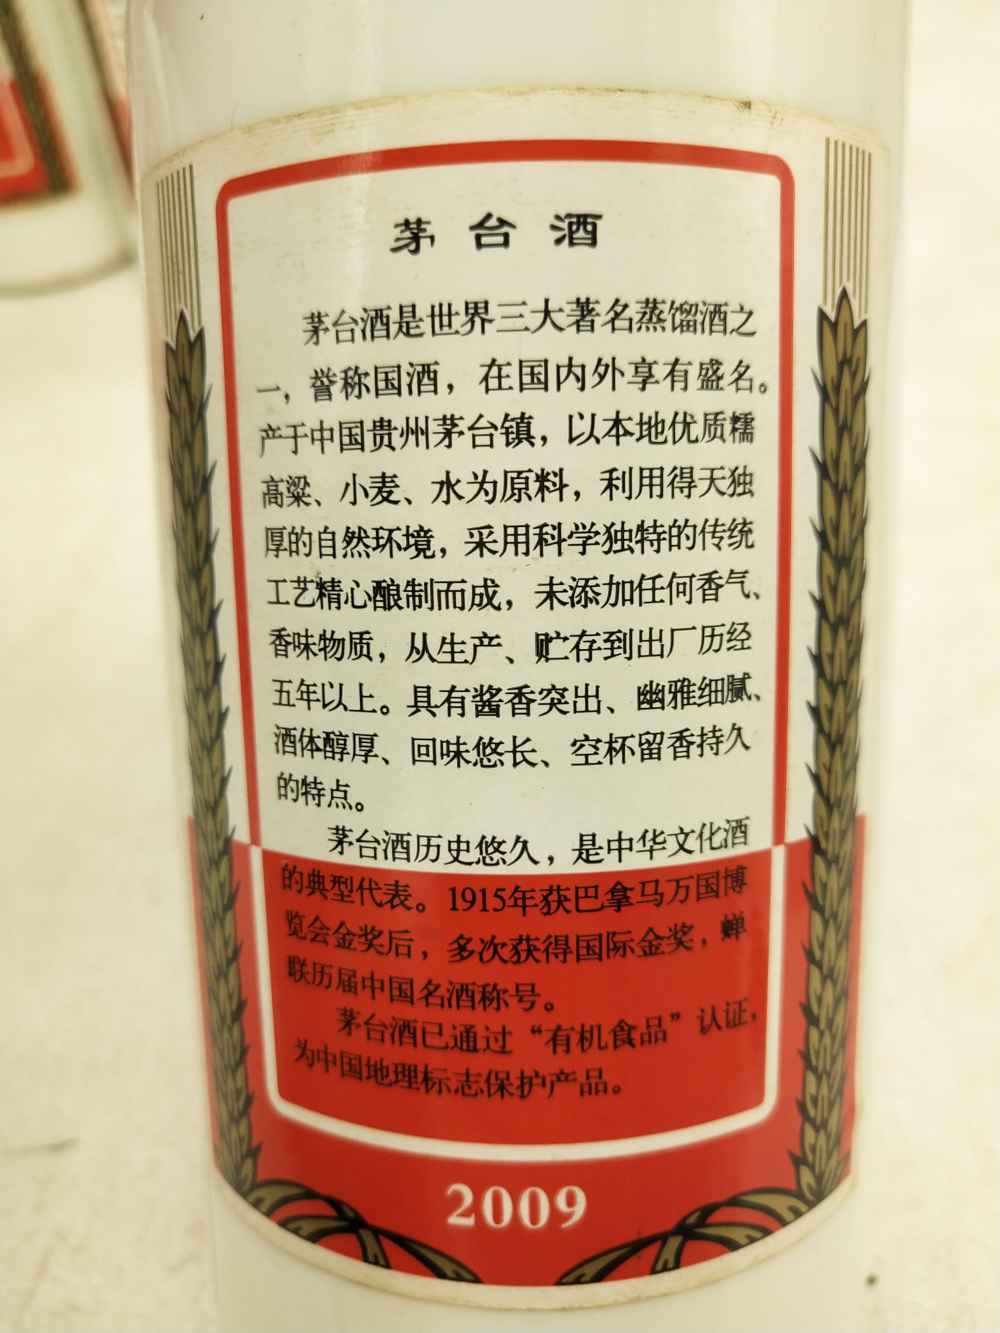 茅台酒
茅台酒是世界三大著名蒸馏酒之
一，誉称国酒，在国内外享有盛名。
产于中国贵州茅台镇，以本地优质糯
高粱、小麦、水为原料，利用得天独
厚的自然环境，采用科学独特的传统
工艺精心酿制而成，未添加任何香气、
香味物质，从生产、贮存到出厂历经
五年以上。具有酱香突出、幽雅细腻、
酒体醇厚、回味悠长、空杯留香持久
的特点。
茅台酒历史悠久，是中华文化酒
的典型代表。1915年获巴拿马万国博
览会金奖后，多次获得国际金奖，蝉
联历届中国名酒称号。
茅台酒已通过“有机食品”认证，
为中国地理标志保护产品。
2009